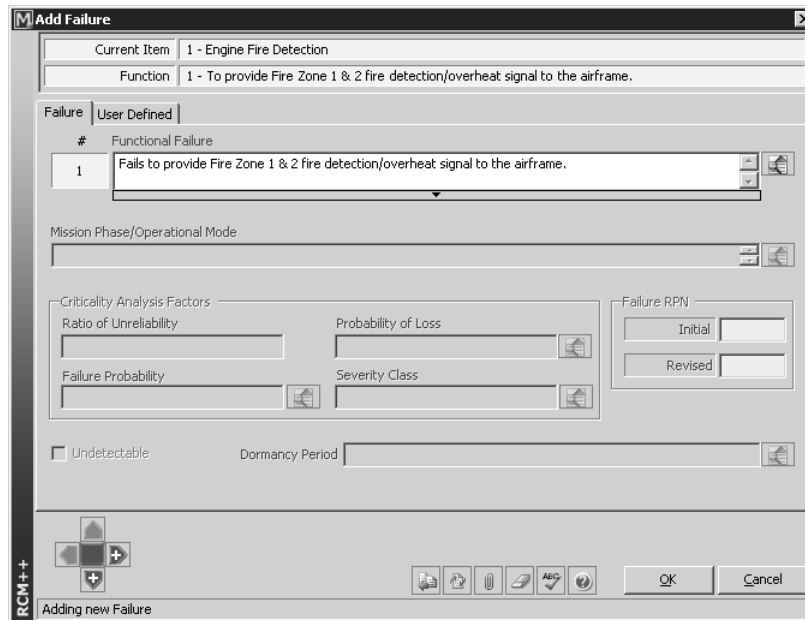 Add Failure
Current Item 1 - Engine Fire Detection
Function 1 - To provide Fire Zone 1 & 2 fire detection/overheat signal to the airframe.
Failure User Defined
# Functional Failure
1 Fails to provide Fire Zone 1 & 2 fire detection/overheat signal to the airframe.
Mission Phase/Operational Mode
Criticality Analysis Factors
Failure RPN
Ratio of Unreliability Probability of Loss
Initial
Failure Probability Severity Class
Revised
Undetectable Dormancy Period
RCM++
ABC
OK Cancel
Adding new Failure